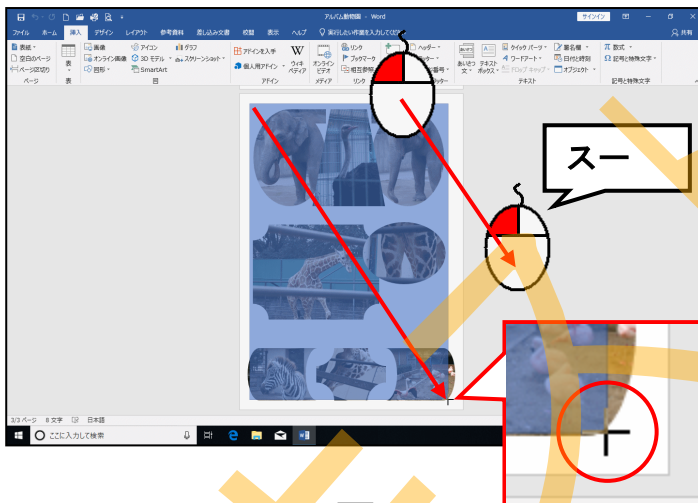 アルバム動物園 - Word
サインイン
ファイル ホーム 挿入 デザイン レイアウト 参考資料 差し込み文書 校閲 表示 ヘルプ 実行したい作業を入力してください 共有
表紙
空白のページ
ページ区切り
ページ
表
表
画像
オンライン画像
図形
アイコン
3D モデル
SmartArt
グラフ
スクリーンショット
図
アドインを入手
個人用アドイン
アドイン
ウィキ
ペディア
オンライン
ビデオ
メディア
リンク
ブックマーク
相互参照
リンク
ヘッダー
あいさつ
文
テキスト
ボックス
クイック パーツ
ワードアート
ドロップ キャップ
署名欄
日付と時刻
オブジェクト
テキスト
数式
記号と特殊文字
記号と特殊文字
スー
3/3 ページ 8 文字 日本語
ここに入力して検索